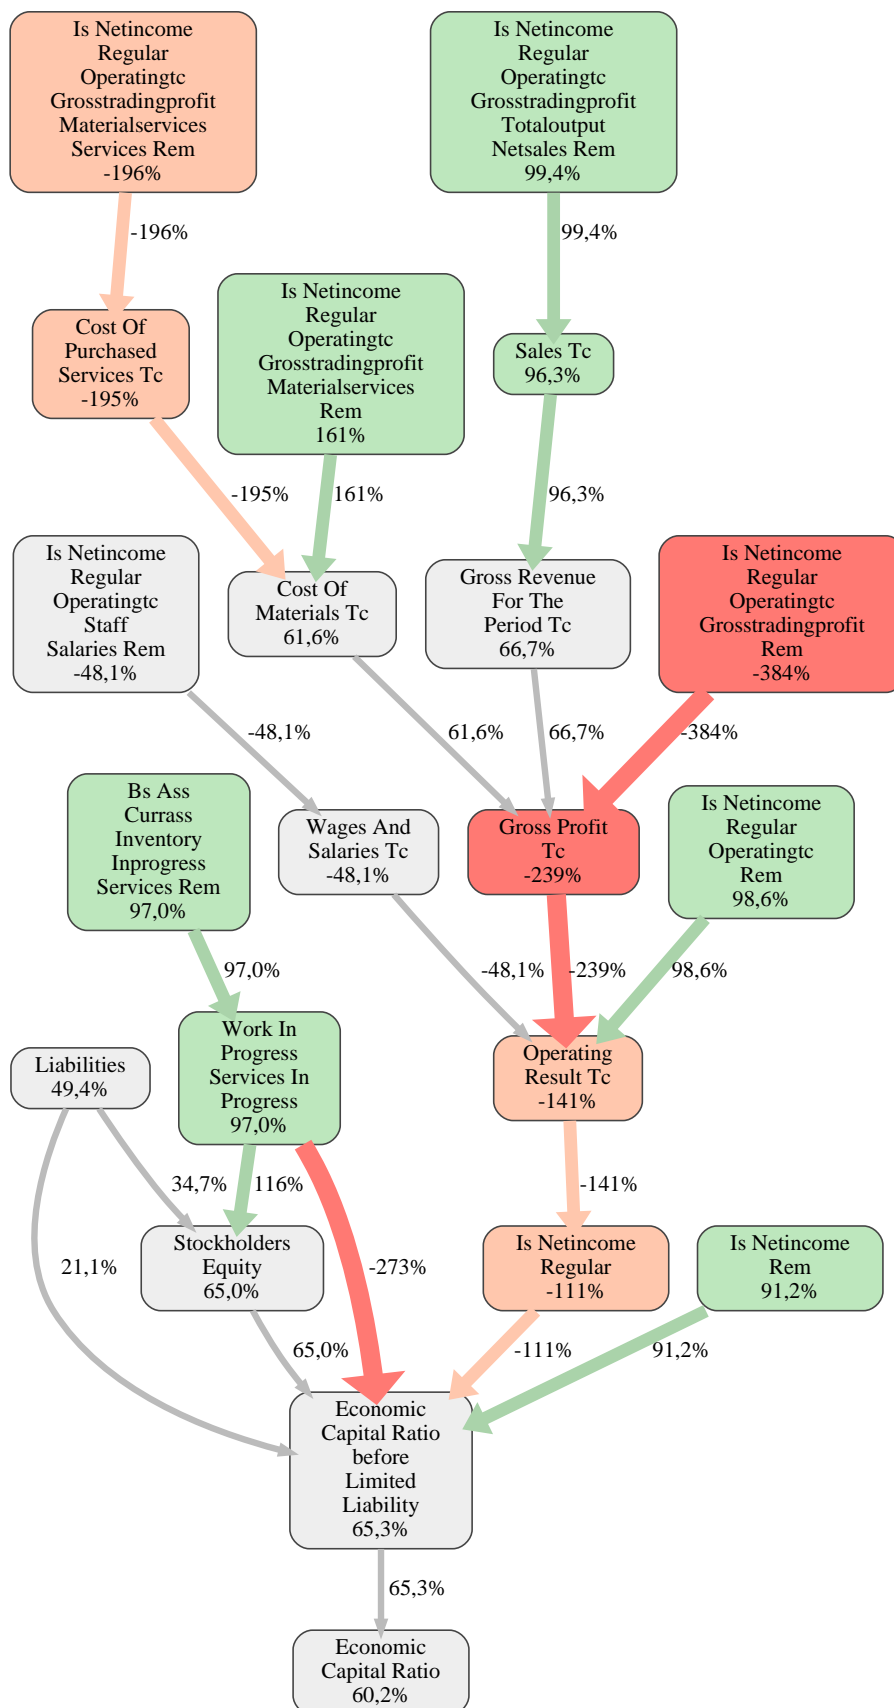 Is Netincome
Regular
Operatingtc
Grosstradingprofit
Materialservices
Services Rem
-196%
Is Netincome
Regular
Operatingtc
Grosstradingprofit
Totaloutput
Netsales Rem
99,4%
-196%
99,4%
Cost Of
Purchased
Services Tc
-195%
Is Netincome
Regular
Operatingtc
Grosstradingprofit
Materialservices
Rem
161%
Sales Tc
96,3%
-195%
161%
96,3%
Is Netincome
Regular
Operatingtc
Staff
Salaries Rem
-48,1%
Cost Of
Materials Tc
61,6%
Gross Revenue
For The
Period Tc
66,7%
Is Netincome
Regular
Operatingtc
Grosstradingprofit
Rem
-384%
-48,1%
61,6%
66,7%
-384%
Bs Ass
Currass
Inventory
Inprogress
Services Rem
97,0%
Wages And
Salaries Tc
-48,1%
Gross Profit
Tc
-239%
Is Netincome
Regular
Operatingtc
Rem
98,6%
97,0%
-48,1%
-239%
98,6%
Liabilities
49,4%
Work In
Progress
Services In
Progress
97,0%
Operating
Result Tc
-141%
34,7%
116%
-141%
Stockholders
Equity
65,0%
Is Netincome
Regular
-111%
Is Netincome
Rem
91,2%
21,1%
-273%
65,0%
-111%
91,2%
Economic
Capital Ratio
before
Limited
Liability
65,3%
65,3%
Economic
Capital Ratio
60,2%